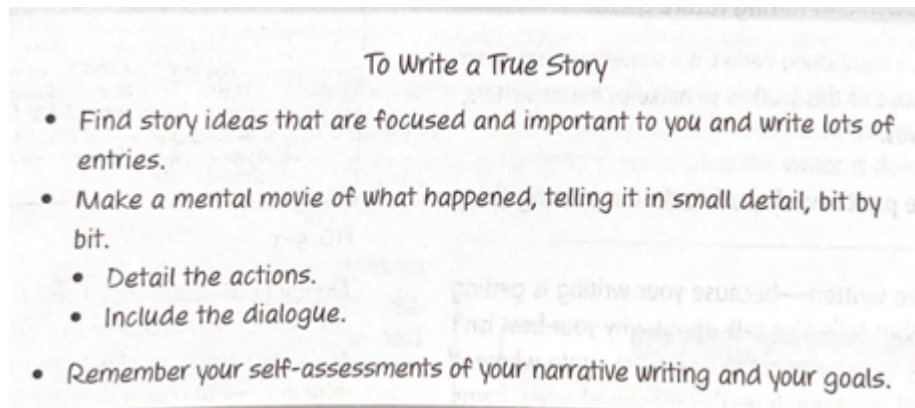 To Write a True Story
• Find story ideas that are focused and important to you and write lots of
entries.
• Make a mental movie of what happened, telling it in small detail, bit by
bit.
• Detail the actions.
• Include the dialogue.
• Remember your self-assessments of your narrative writing and your goals.